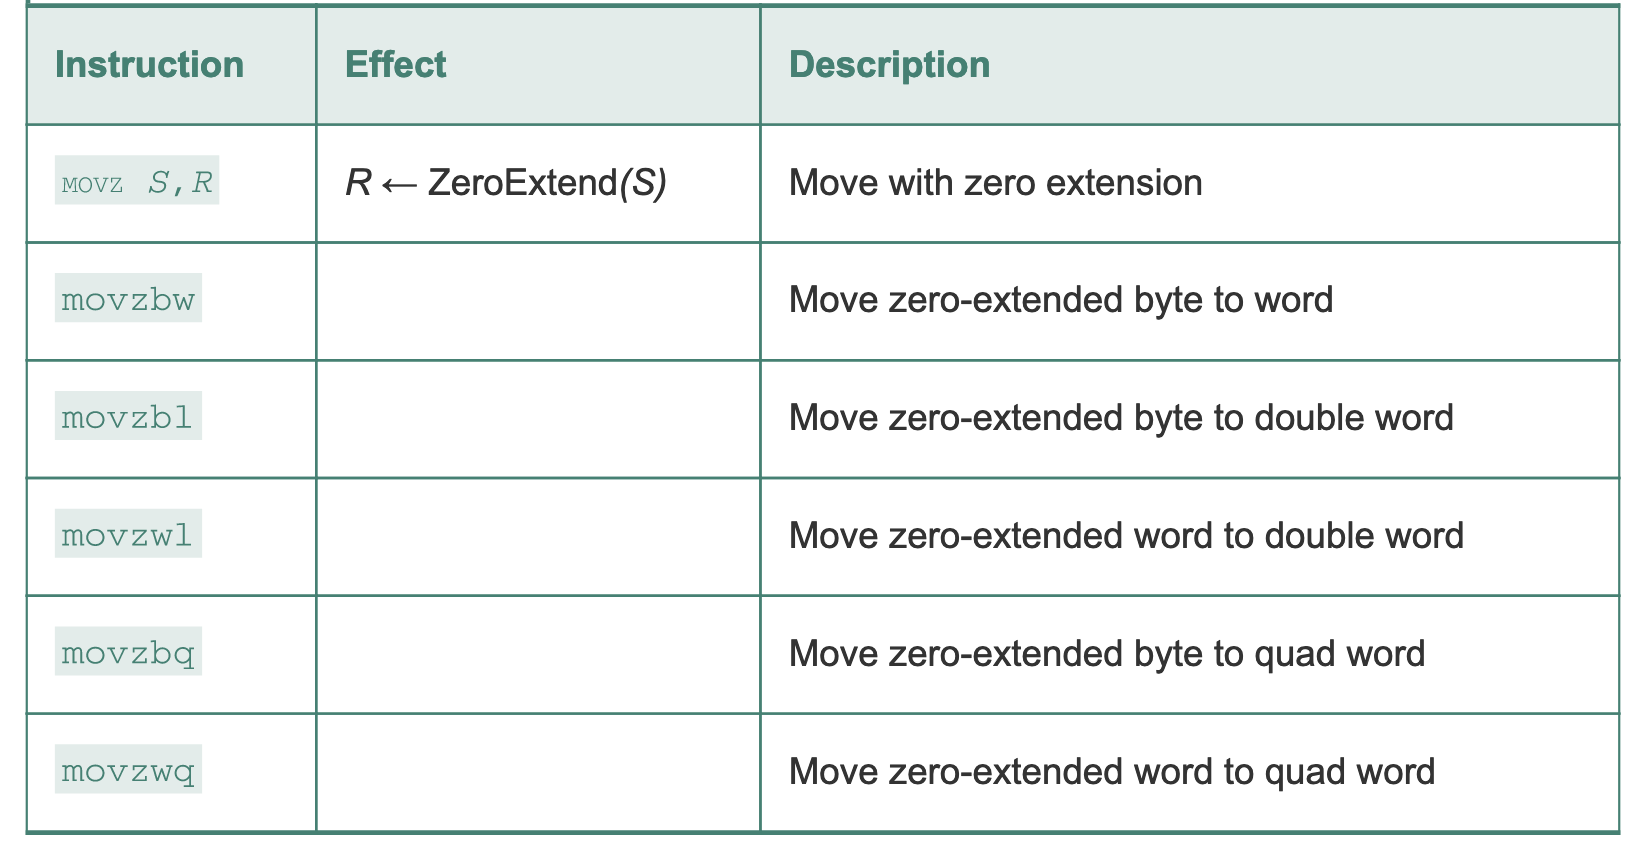 Instruction Effect Description
MOVZ S,R R ← ZeroExtend(S) Move with zero extension
movzbw Move zero-extended byte to word
movzbl Move zero-extended byte to double word
movzwl Move zero-extended word to double word
movzbq Move zero-extended byte to quad word
movzwq Move zero-extended word to quad word